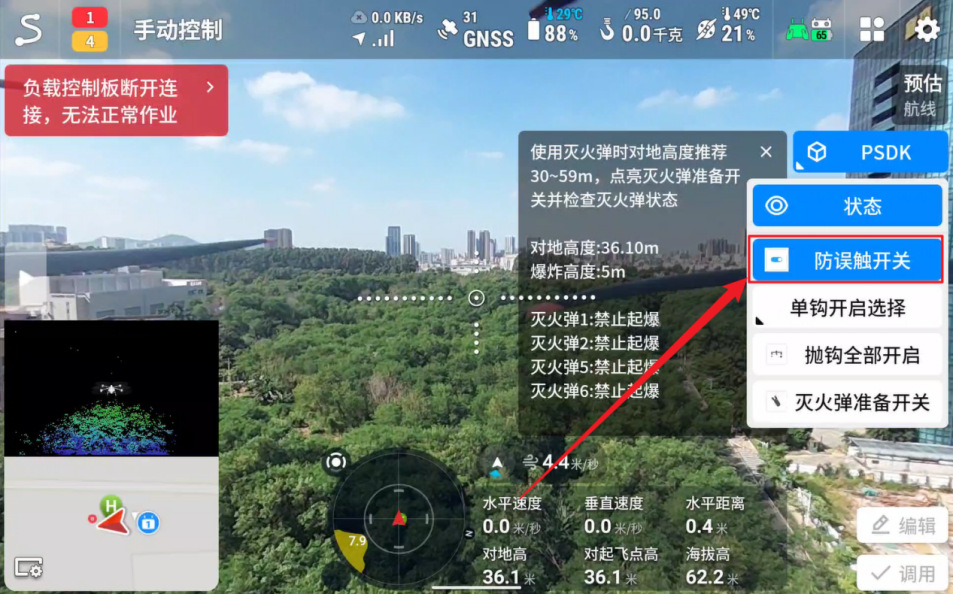 1
4
手动控制
0.0 KB/s
31
GNSS
29℃
88%
/95.0
0.0千克
49℃
21%
65
负载控制板断开连
接，无法正常作业
预估
航线
使用灭火弹时对地高度推荐
30~59m，点亮灭火弹准备开
关并检查灭火弹状态
对地高度:36.10m
爆炸高度:5m
灭火弹1:禁止起爆
灭火弹2:禁止起爆
灭火弹5:禁止起爆
灭火弹6:禁止起爆
PSDK
状态
防误触开关
单钩开启选择
抛钩全部开启
灭火弹准备开关
4.4米/秒
水平速度
0.0米/秒
垂直速度
0.0米/秒
水平距离
0.4米
对地高
36.1米
对起飞点高
36.1米
海拔高
62.2米
7.9
N
H
1
编辑
调用